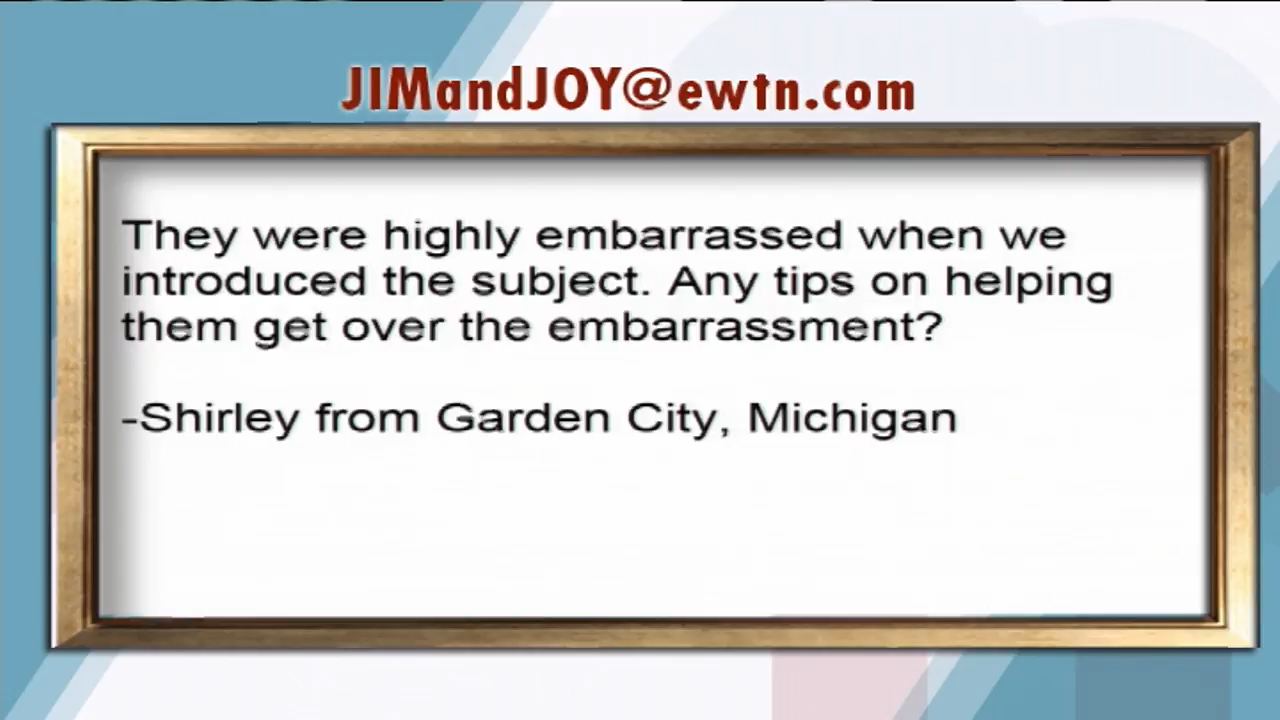 JIMandJOY@ewtn.com
They were highly embarrassed when we
introduced the subject. Any tips on helping
them get over the embarrassment?
-Shirley from Garden City, Michigan